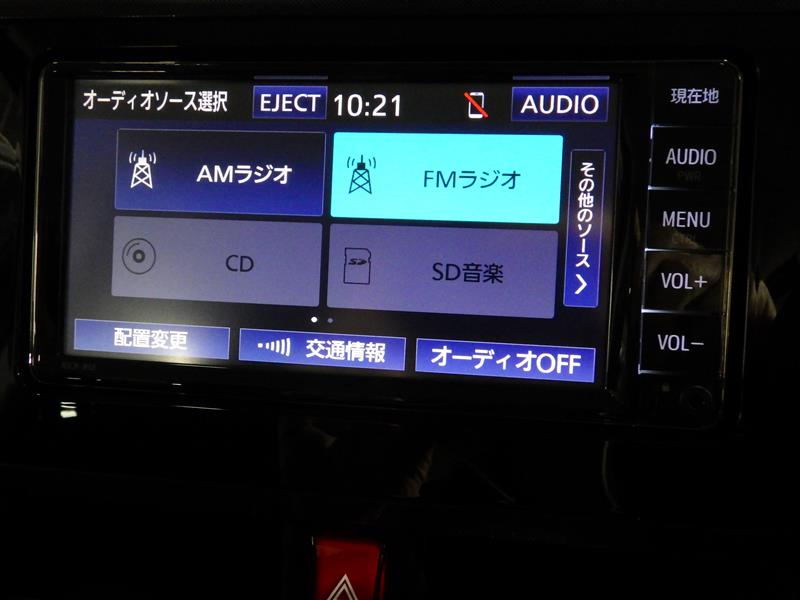 オーディオソース選択 EJECT 10:21 AUDIO
AMラジオ FMラジオ
CD SD音楽
SD
その他のソース
配置変更 交通情報 オーディオOFF
現在地
AUDIO
PWR
MENU
VOL+
VOL-